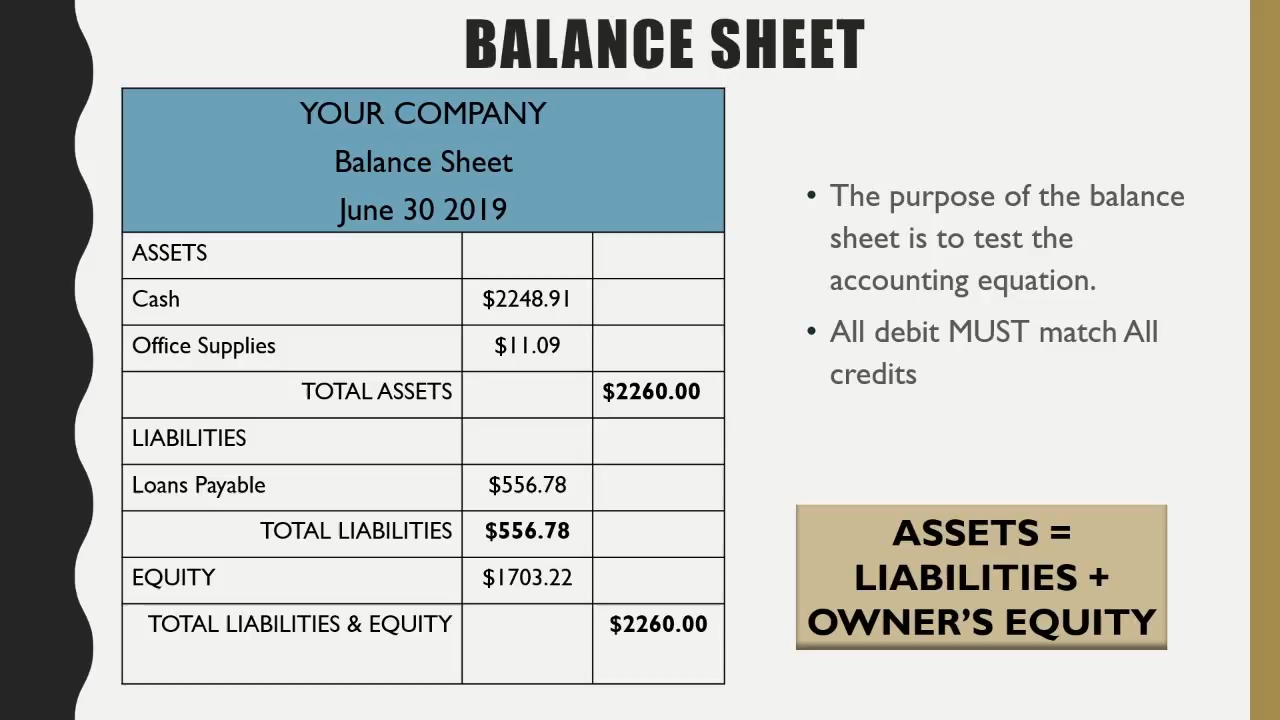 BALANCE SHEET
YOUR COMPANY
Balance Sheet
June 30 2019
ASSETS
Cash $2248.91
Office Supplies $11.09
TOTAL ASSETS $2260.00
LIABILITIES
Loans Payable $556.78
TOTAL LIABILITIES $556.78
EQUITY $1703.22
TOTAL LIABILITIES & EQUITY $2260.00
• The purpose of the balance
sheet is to test the
accounting equation.
• All debit MUST match All
credits
ASSETS =
LIABILITIES +
OWNER’S EQUITY